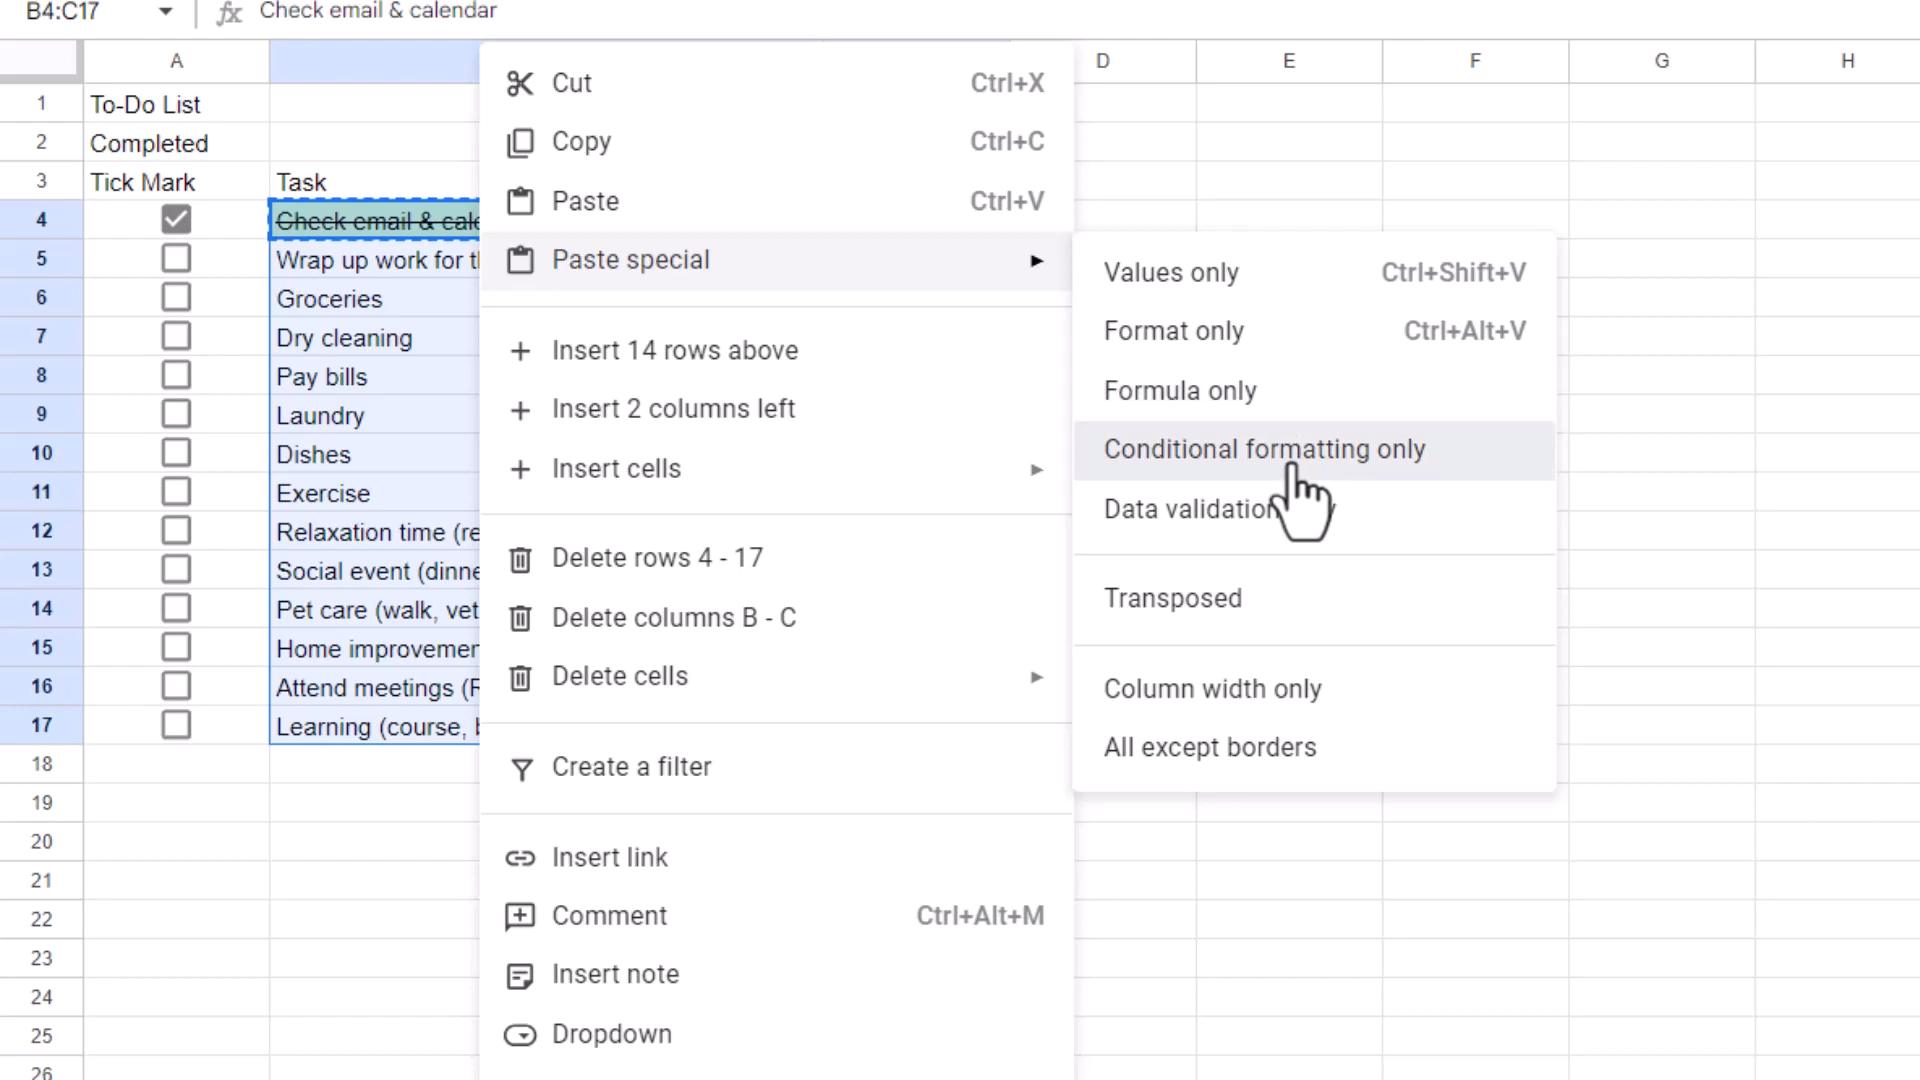 B4:C17
fx Check email & calendar
A
D
E
F
G
H
1
To-Do List
2
Completed
3
Tick Mark
Task
4
Check email &
5
Wrap up work for
6
Groceries
7
Dry cleaning
8
Pay bills
9
Laundry
10
Dishes
11
Exercise
12
Relaxation time
13
Social event
14
Pet care (walk,
15
Home
16
Attend meetings
17
Learning (course,
18
19
20
21
22
23
24
25
26
Cut Ctrl+X
Copy Ctrl+C
Paste Ctrl+V
Paste special
Insert 14 rows above
Insert 2 columns left
Insert cells
Delete rows 4 - 17
Delete columns B - C
Delete cells
Create a filter
Insert link
Comment Ctrl+Alt+M
Insert note
Dropdown
Values only Ctrl+Shift+V
Format only Ctrl+Alt+V
Formula only
Conditional formatting only
Data validation
Transposed
Column width only
All except borders